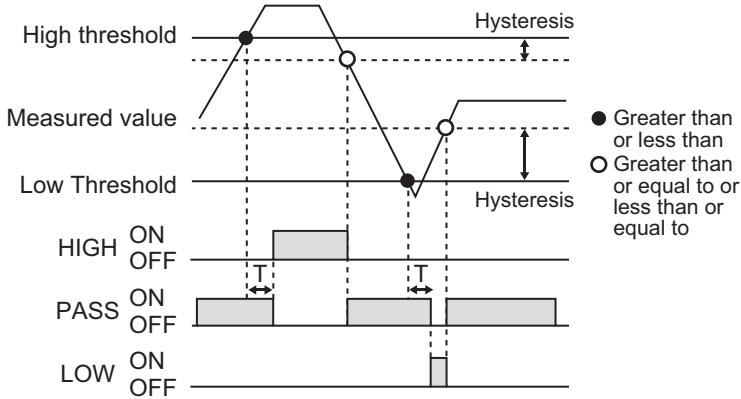 Hysteresis
High threshold
Measured value
Low Threshold
Hysteresis
Greater than
or less than
Greater than
or equal to or
less than or
equal to
HIGH ON
OFF
T T
PASS ON
OFF
LOW ON
OFF